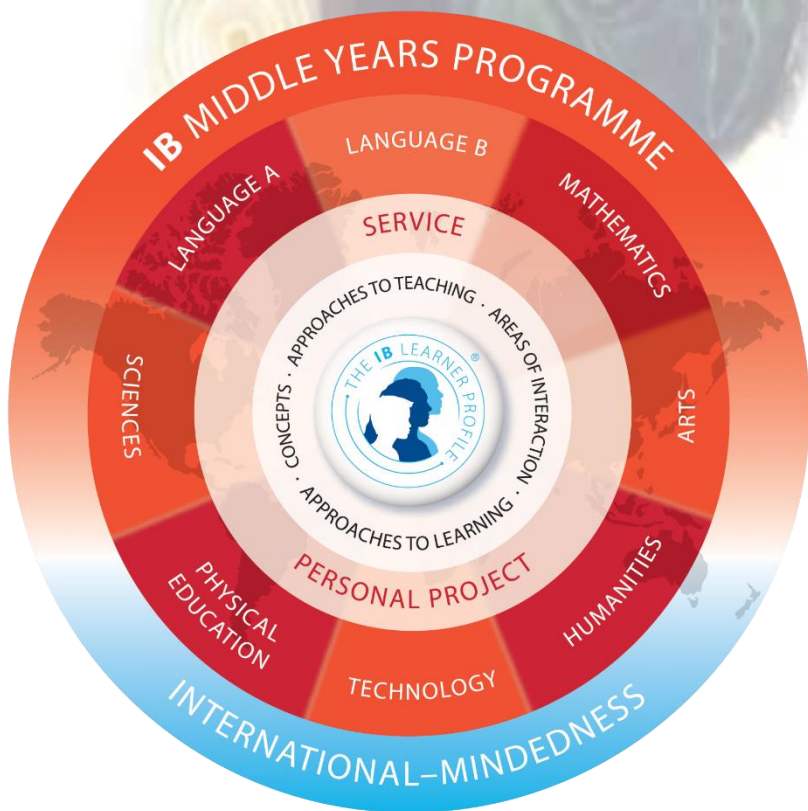 IB MIDDLE YEARS PROGRAMME
LANGUAGE B
LANGUAGE A
MATHEMATICS
SCIENCES
ARTS
PHYSICAL
EDUCATION
HUMANITIES
TECHNOLOGY
SERVICE
PERSONAL PROJECT
APPROACHES TO TEACHING · AREAS OF INTERACTION · APPROACHES TO LEARNING · CONCEPTS ·
THE IB LEARNER PROFILE ®
INTERNATIONAL–MINDEDNESS